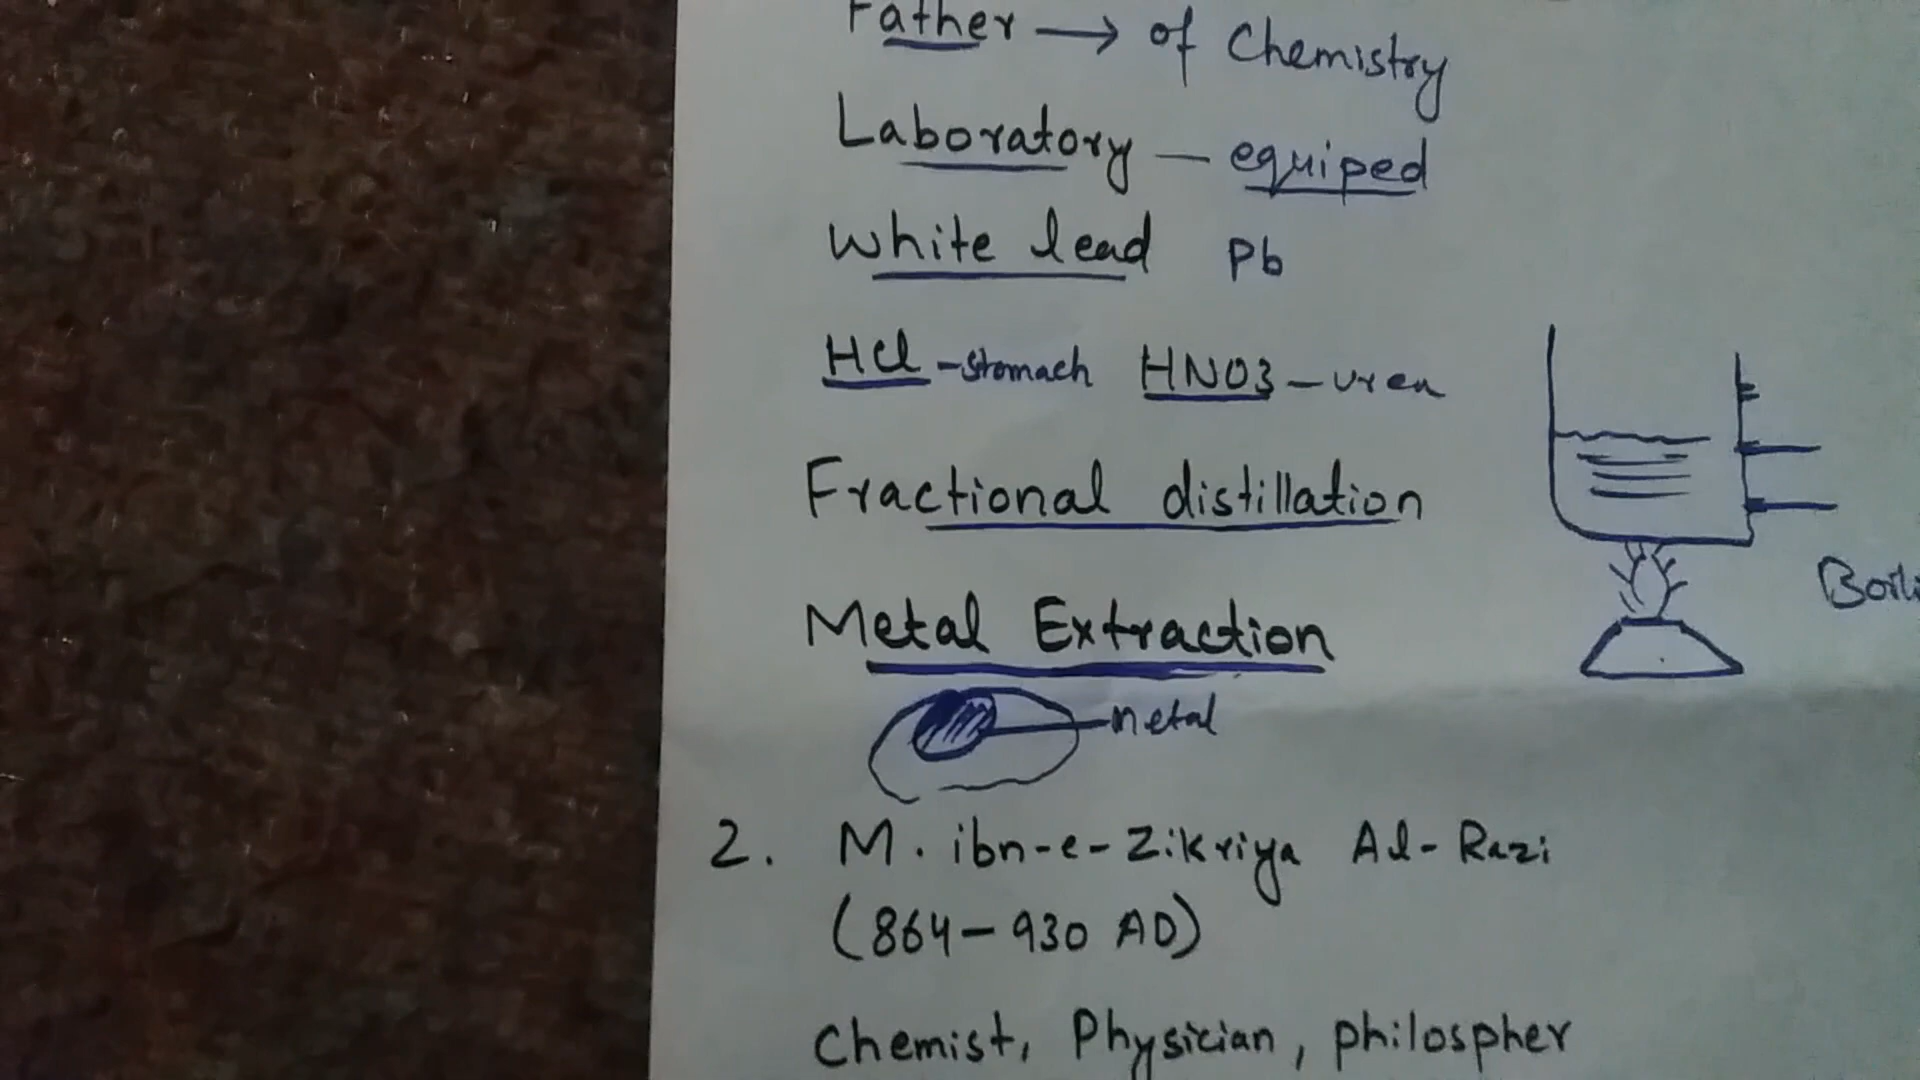 Father → of Chemistry
Laboratory — equiped
White lead Pb
HCl - stomach HNO3 - urea
Fractional distillation
Boili
Metal Extraction
metal
2. M. ibn-e-Zikriya Al-Razi
(864-930 AD)
Chemist, Physician, philospher